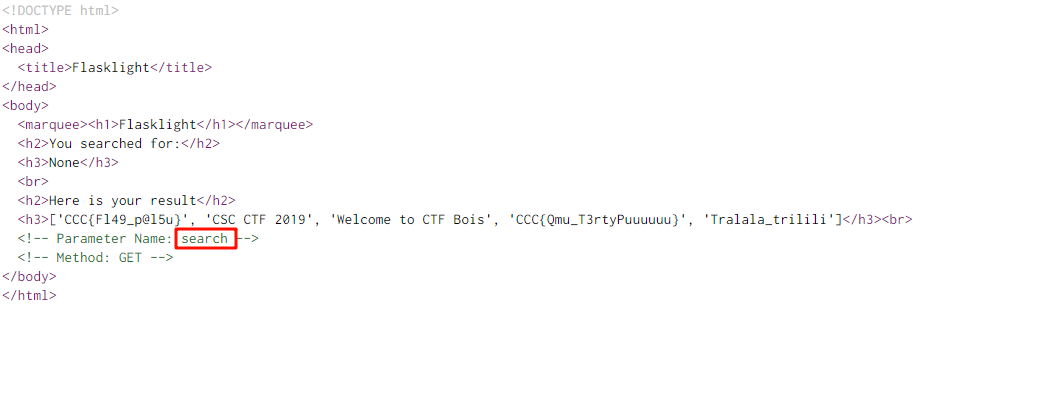 <!DOCTYPE html>
<html>
<head>
<title>Flasklight</title>
</head>
<body>
<marquee><h1>Flasklight</h1></marquee>
<h2>You searched for:</h2>
<h3>None</h3>
<br>
<h2>Here is your result</h2>
<h3>['CCC{Fl49_p@l5u}', 'CSC CTF 2019', 'Welcome to CTF Bois', 'CCC{Qmu_T3rtyPuuuuuu}', 'Tralala_trilili']</h3><br>
<!-- Parameter Name: search -->
<!-- Method: GET -->
</body>
</html>